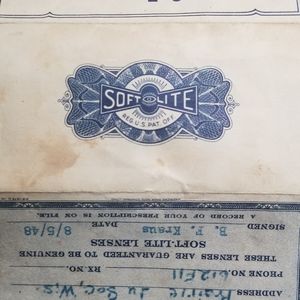 SOFT-LITE
REG. U.S. PAT. OFF.
ADDRESS Prairie du Sac, Wis.
PHONE NO. 612F11 RX NO.
THESE LENSES ARE GUARANTEED TO BE GENUINE
SOFT-LITE LENSES
SIGNED B. F. Kraus DATE 8/5/48
A RECORD OF YOUR PRESCRIPTION IS ON FILE.